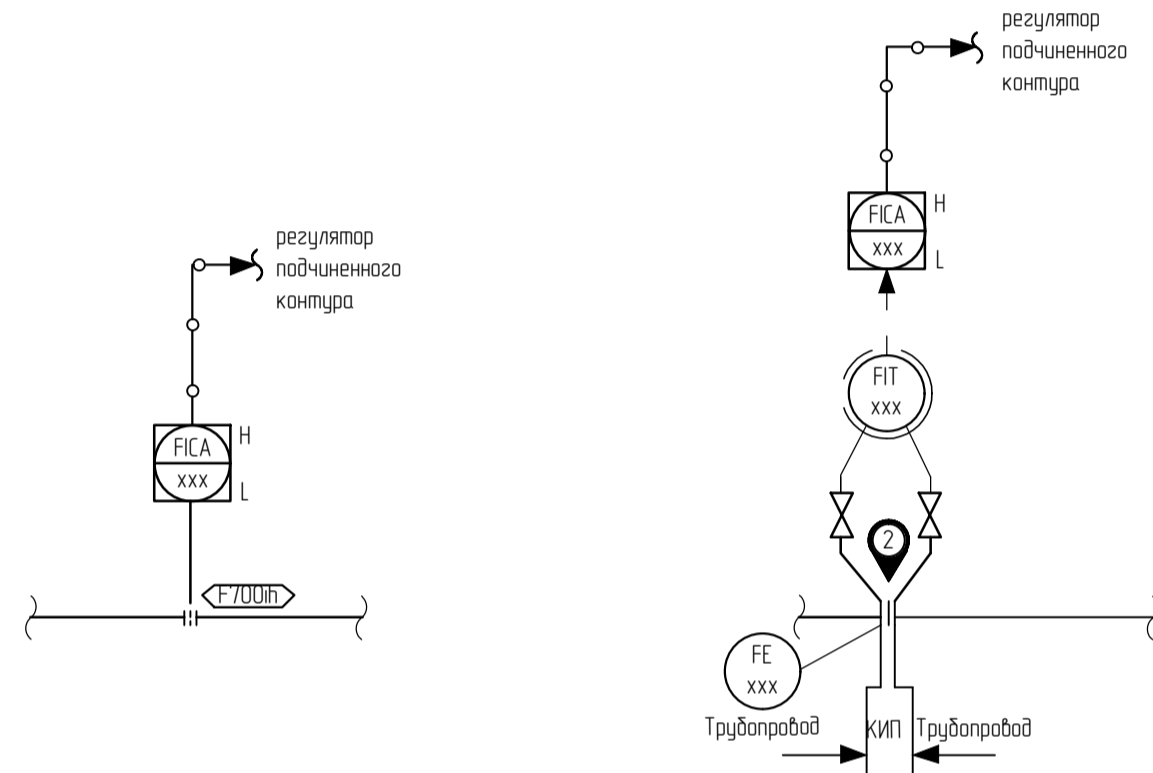 регулятор
подчиненного
контура
FICA
xxx
H
L
F700ih
регулятор
подчиненного
контура
FICA
xxx
H
L
FIT
xxx
2
FE
xxx
Трубопровод
КИП
Трубопровод